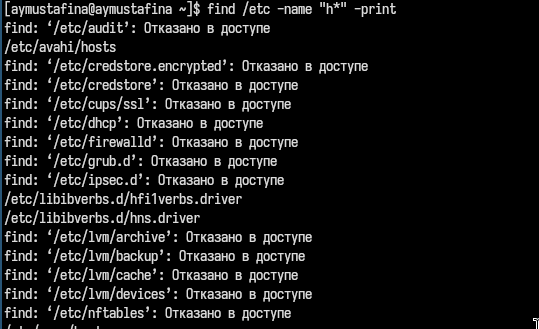 [aymustafina@aymustafina ~]$ find /etc -name "h*" -print
find: ‘/etc/audit’: Отказано в доступе
/etc/avahi/hosts
find: ‘/etc/credstore.encrypted’: Отказано в доступе
find: ‘/etc/credstore’: Отказано в доступе
find: ‘/etc/cups/ssl’: Отказано в доступе
find: ‘/etc/dhcp’: Отказано в доступе
find: ‘/etc/firewalld’: Отказано в доступе
find: ‘/etc/grub.d’: Отказано в доступе
find: ‘/etc/ipsec.d’: Отказано в доступе
/etc/libibverbs.d/hfi1verbs.driver
/etc/libibverbs.d/hns.driver
find: ‘/etc/lvm/archive’: Отказано в доступе
find: ‘/etc/lvm/backup’: Отказано в доступе
find: ‘/etc/lvm/cache’: Отказано в доступе
find: ‘/etc/lvm/devices’: Отказано в доступе
find: ‘/etc/nftables’: Отказано в доступе